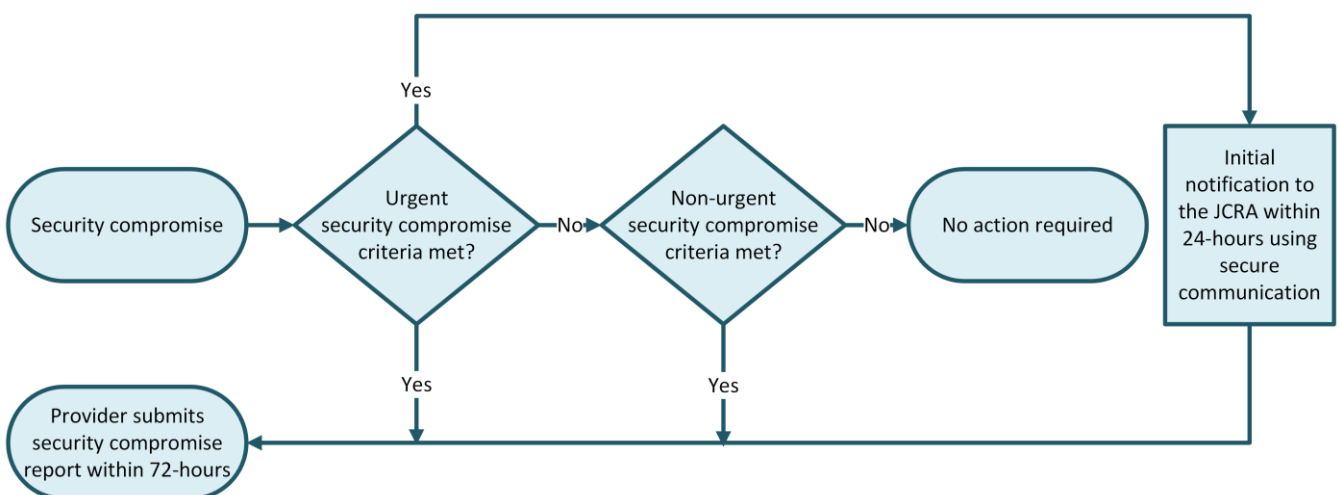 Yes
Security compromise
Urgent
security compromise
criteria met?
No
Non-urgent
security compromise
criteria met?
No
No action required
Initial
notification to
the JCRA within
24-hours using
secure
communication
Yes
Yes
Provider submits
security compromise
report within 72-hours